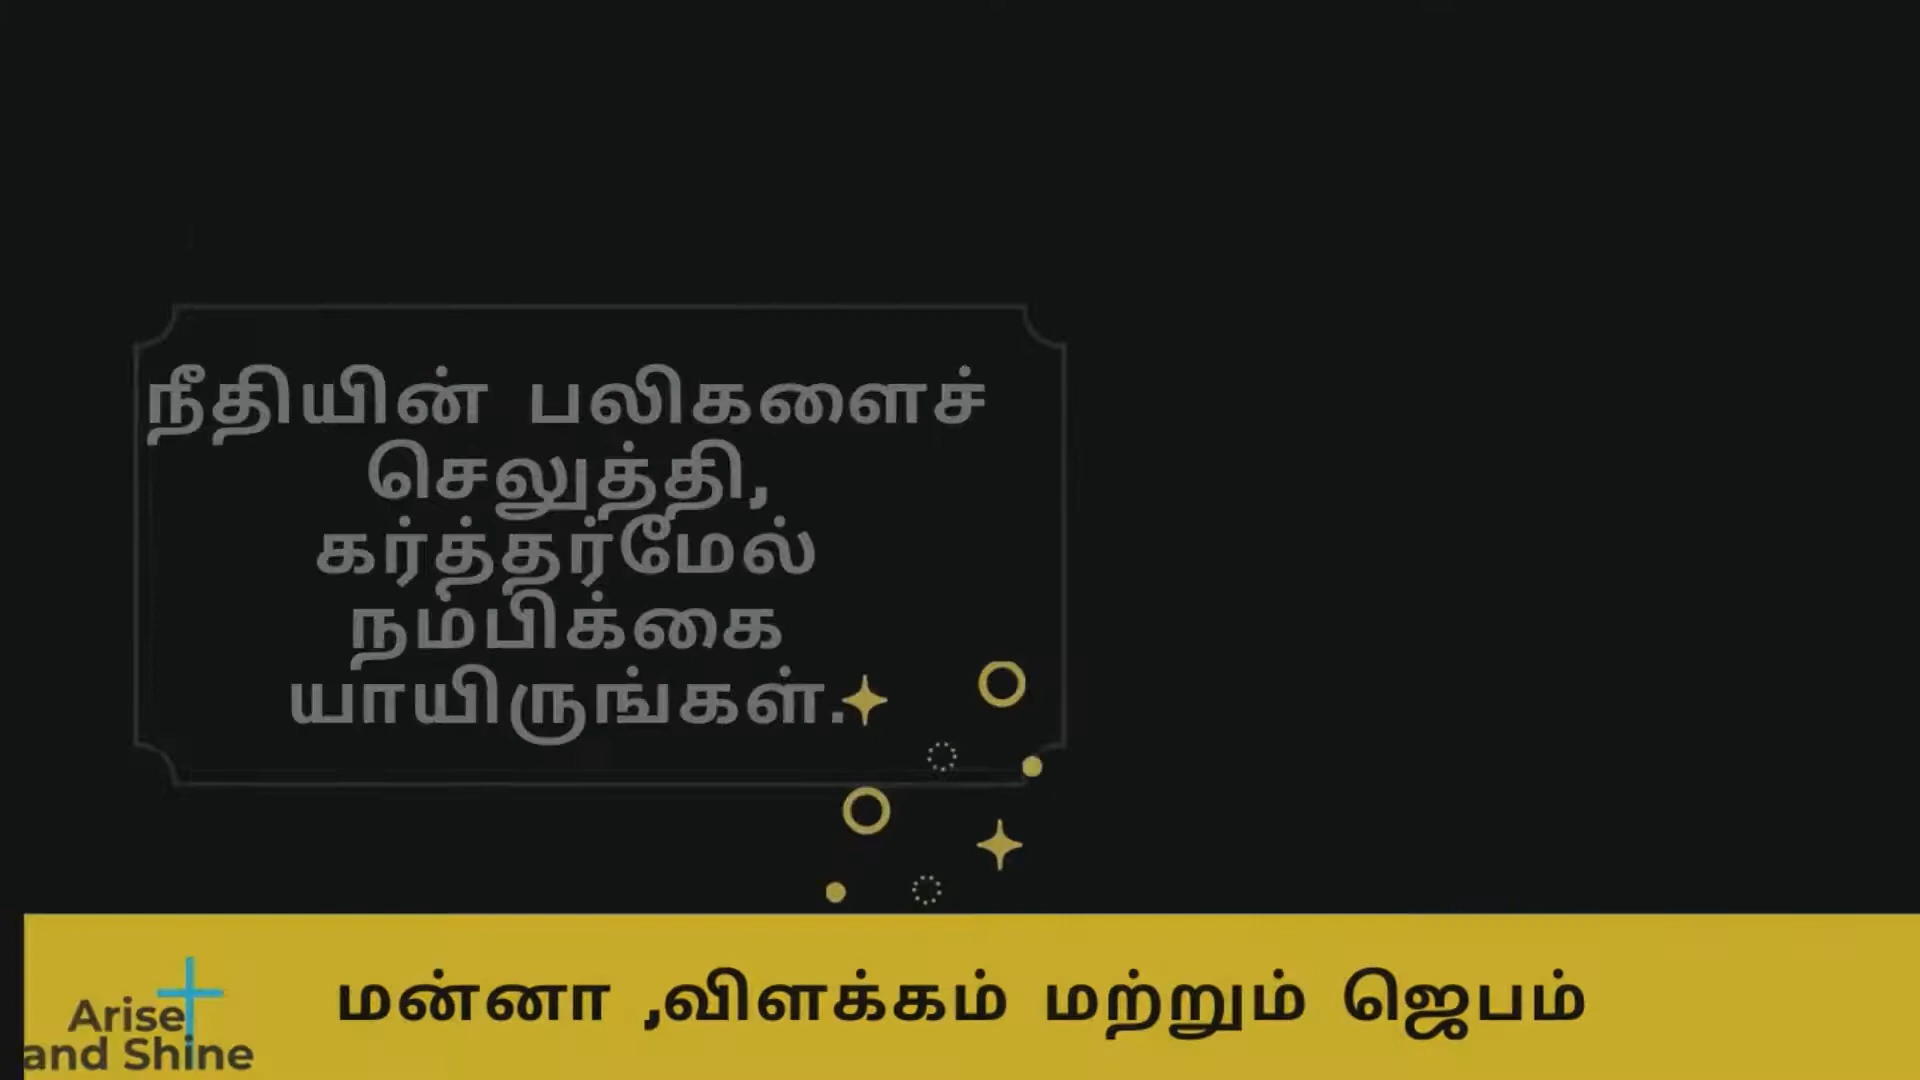 நீதியின் பலிகளைச்
செலுத்தி,
கர்த்தர்மேல்
நம்பிக்கை
யாயிருங்கள்.
மன்னா ,விளக்கம் மற்றும் ஜெபம்
Arise
and Shine